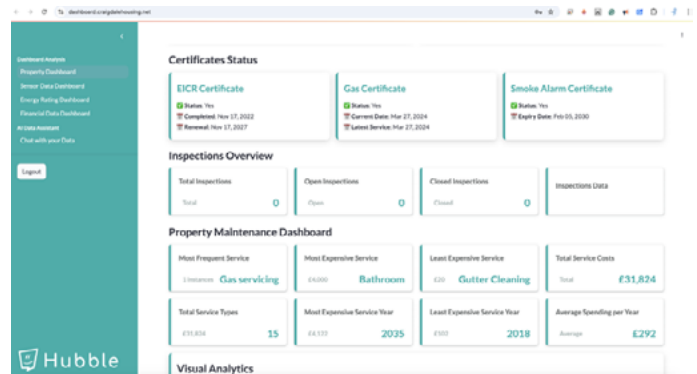 dashboard.craigdalehousing.net
Dashboard Analysis
Property Dashboard
Sensor Data Dashboard
Energy Rating Dashboard
Financial Data Dashboard
AI Data Assistant
Chat with your Data
Logout
Hubble
Certificates Status
EICR Certificate
Status: Yes
Completed: Nov 17, 2022
Renewal: Nov 17, 2027
Gas Certificate
Status: Yes
Current Date: Mar 27, 2024
Latest Service: Mar 27, 2024
Smoke Alarm Certificate
Status: Yes
Expiry Date: Feb 05, 2030
Inspections Overview
Total Inspections
Total 0
Open Inspections
Open 0
Closed Inspections
Closed 0
Inspections Data
Property Maintenance Dashboard
Most Frequent Service
Instances Gas servicing
Most Expensive Service
£4,000 Bathroom
Least Expensive Service
£20 Gutter Cleaning
Total Service Costs
Total £31,824
Total Service Types
£31,824 15
Most Expensive Service Year
2035
Least Expensive Service Year
2018
Average Spending per Year
Average £292
Visual Analytics